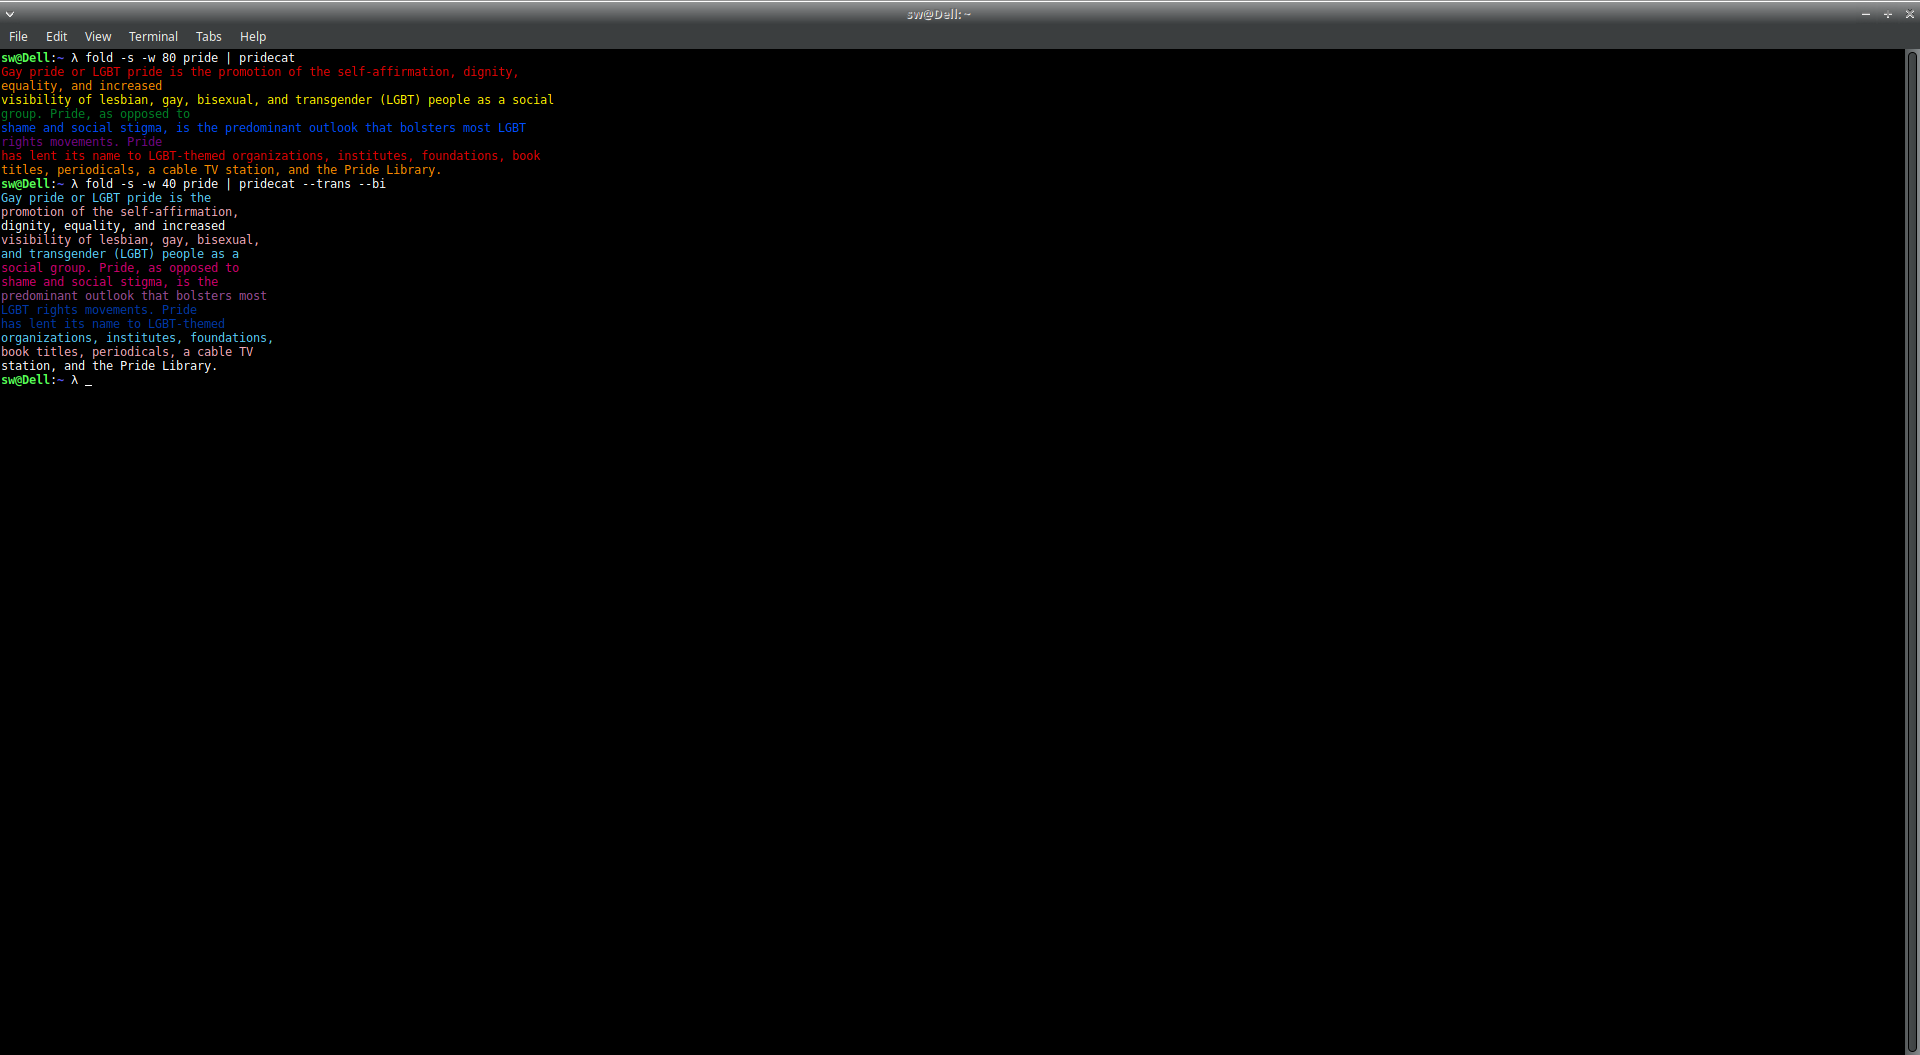 sw@Dell: ~
File Edit View Terminal Tabs Help
sw@Dell:~ λ fold -s -w 80 pride | pridecat
Gay pride or LGBT pride is the promotion of the self-affirmation, dignity,
equality, and increased
visibility of lesbian, gay, bisexual, and transgender (LGBT) people as a social
group. Pride, as opposed to
shame and social stigma, is the predominant outlook that bolsters most LGBT
rights movements. Pride
has lent its name to LGBT-themed organizations, institutes, foundations, book
titles, periodicals, a cable TV station, and the Pride Library.
sw@Dell:~ λ fold -s -w 40 pride | pridecat --trans --bi
Gay pride or LGBT pride is the
promotion of the self-affirmation,
dignity, equality, and increased
visibility of lesbian, gay, bisexual,
and transgender (LGBT) people as a
social group. Pride, as opposed to
shame and social stigma, is the
predominant outlook that bolsters most
LGBT rights movements. Pride
has lent its name to LGBT-themed
organizations, institutes, foundations,
book titles, periodicals, a cable TV
station, and the Pride Library.
sw@Dell:~ λ _